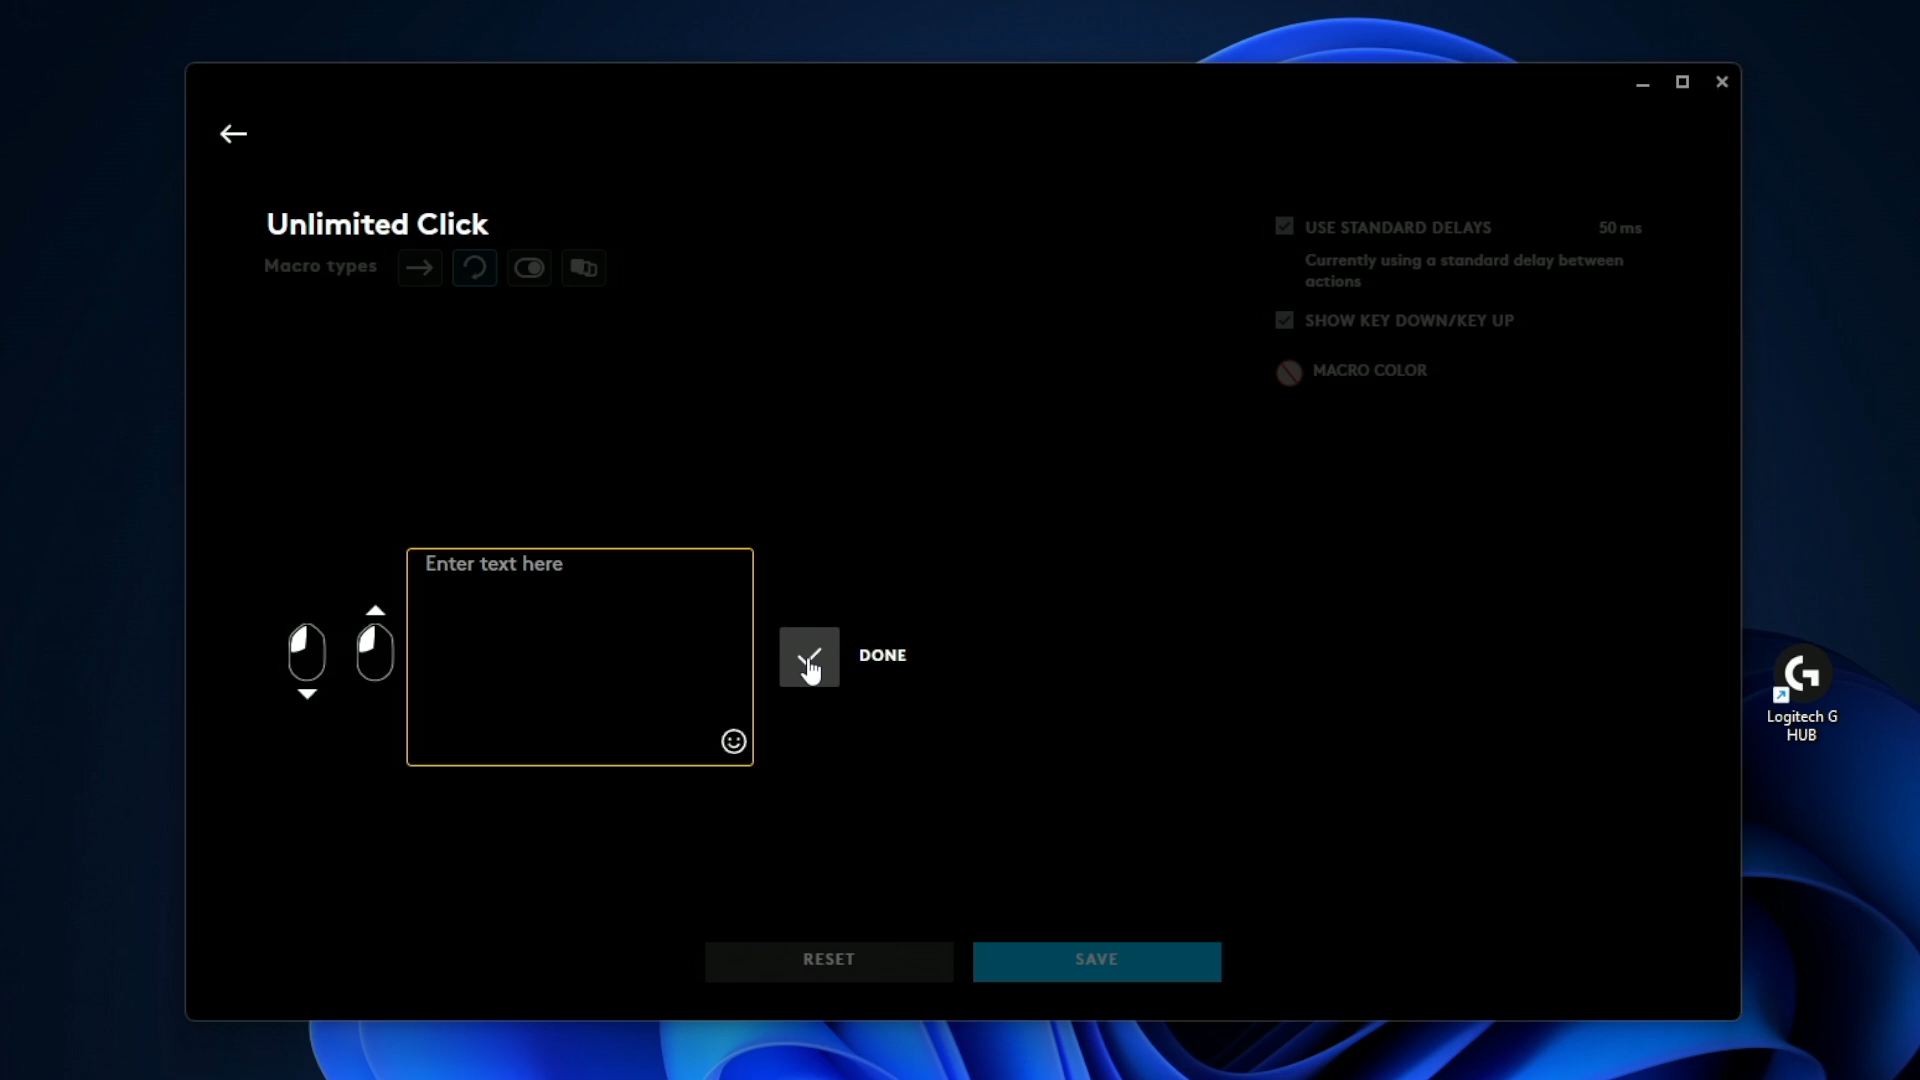 Unlimited Click
Macro types
USE STANDARD DELAYS 50 ms
Currently using a standard delay between
actions
SHOW KEY DOWN/KEY UP
MACRO COLOR
Enter text here
DONE
Logitech G
HUB
RESET
SAVE